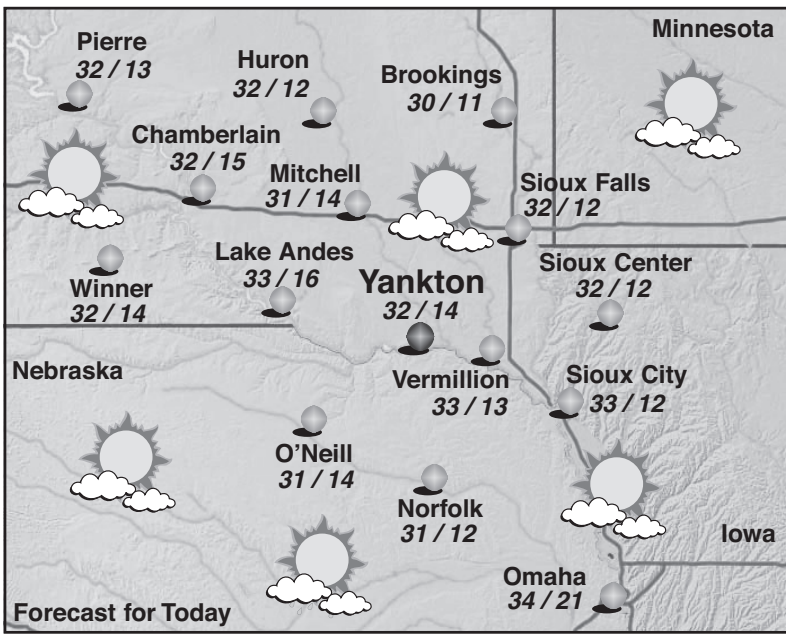 Minnesota
Pierre
32 / 13
Huron
32 / 12
Brookings
30 / 11
Chamberlain
32 / 15
Mitchell
31 / 14
Sioux Falls
32 / 12
Lake Andes
33 / 16
Sioux Center
32 / 12
Winner
32 / 14
Yankton
32 / 14
Nebraska
Vermillion
33 / 13
Sioux City
33 / 12
O'Neill
31 / 14
Norfolk
31 / 12
Iowa
Omaha
34 / 21
Forecast for Today